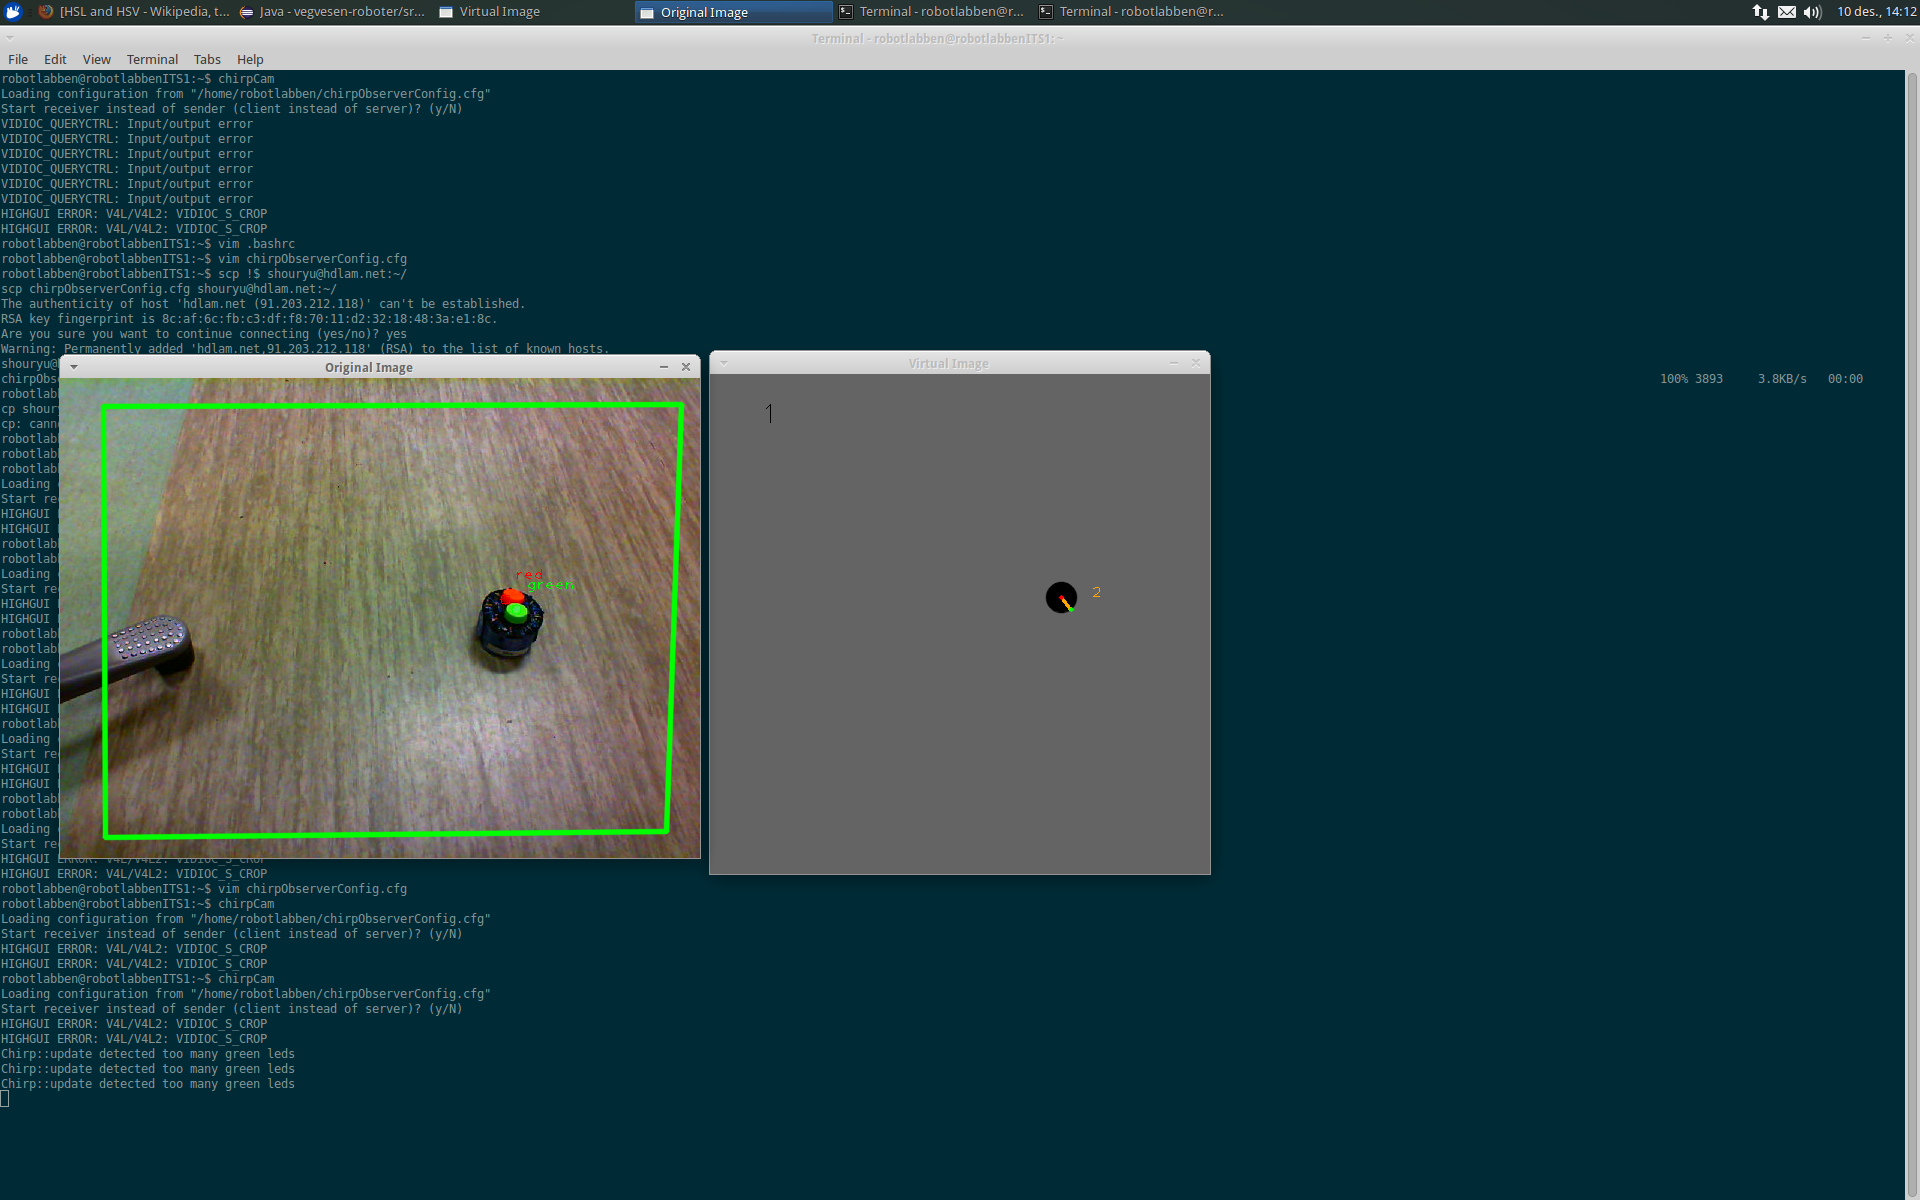 [HSL and HSV - Wikipedia, t... Java - vegvesen-roboter/sr... Virtual Image Original Image Terminal - robotlabben@r... Terminal - robotlabben@r... 10 des., 14:12
Terminal - robotlabben@robotlabbenITS1: ~
File Edit View Terminal Tabs Help
robotlabben@robotlabbenITS1:~$ chirpCam
Loading configuration from "/home/robotlabben/chirpObserverConfig.cfg"
Start receiver instead of sender (client instead of server)? (y/N)
VIDIOC_QUERYCTRL: Input/output error
VIDIOC_QUERYCTRL: Input/output error
VIDIOC_QUERYCTRL: Input/output error
VIDIOC_QUERYCTRL: Input/output error
VIDIOC_QUERYCTRL: Input/output error
VIDIOC_QUERYCTRL: Input/output error
HIGHGUI ERROR: V4L/V4L2: VIDIOC_S_CROP
HIGHGUI ERROR: V4L/V4L2: VIDIOC_S_CROP
robotlabben@robotlabbenITS1:~$ vim .bashrc
robotlabben@robotlabbenITS1:~$ vim chirpObserverConfig.cfg
robotlabben@robotlabbenITS1:~$ scp !$ shouryu@hdlam.net:~/
scp chirpObserverConfig.cfg shouryu@hdlam.net:~/
The authenticity of host 'hdlam.net (91.203.212.118)' can't be established.
RSA key fingerprint is 8c:af:6c:fb:c3:df:f8:70:11:d2:32:18:48:3a:e1:8c.
Are you sure you want to continue connecting (yes/no)? yes
Warning: Permanently added 'hdlam.net,91.203.212.118' (RSA) to the list of known hosts.
shouryu@
chirpObs 100% 3893 3.8KB/s 00:00
robotlab
cp shoury
cp: cann
robotlab
robotlab
robotlab
Loading
Start re
HIGHGUI
HIGHGUI
robotlab
robotlab
Loading
Start re
HIGHGUI
HIGHGUI
robotlab
robotlab
Loading
Start re
HIGHGUI
HIGHGUI
robotlab
Loading
Start re
HIGHGUI
HIGHGUI
robotlab
robotlab
Loading
Start re
HIGHGUI ERROR: V4L/V4L2: VIDIOC_S_CROP
HIGHGUI ERROR: V4L/V4L2: VIDIOC_S_CROP
robotlabben@robotlabbenITS1:~$ vim chirpObserverConfig.cfg
robotlabben@robotlabbenITS1:~$ chirpCam
Loading configuration from "/home/robotlabben/chirpObserverConfig.cfg"
Start receiver instead of sender (client instead of server)? (y/N)
HIGHGUI ERROR: V4L/V4L2: VIDIOC_S_CROP
HIGHGUI ERROR: V4L/V4L2: VIDIOC_S_CROP
robotlabben@robotlabbenITS1:~$ chirpCam
Loading configuration from "/home/robotlabben/chirpObserverConfig.cfg"
Start receiver instead of sender (client instead of server)? (y/N)
HIGHGUI ERROR: V4L/V4L2: VIDIOC_S_CROP
HIGHGUI ERROR: V4L/V4L2: VIDIOC_S_CROP
Chirp::update detected too many green leds
Chirp::update detected too many green leds
Chirp::update detected too many green leds
Original Image
red
green
Virtual Image
1
2